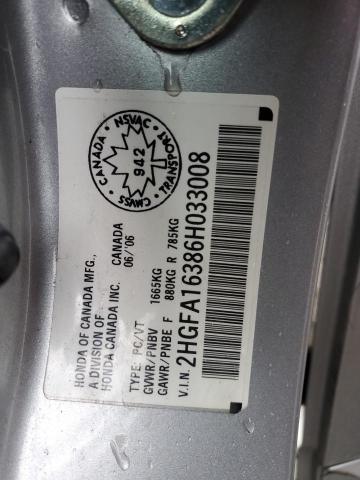 HONDA OF CANADA MFG.,
A DIVISION OF
HONDA CANADA INC.
CANADA
06/'06
CANADA NSVAC TRANSPORT CMVSS
942
TYPE: PC/VT
GVWR/PNBV 1665KG
GAWR/PNBE F 880KG R 785KG
V.I.N. 2HGFA16386H033008